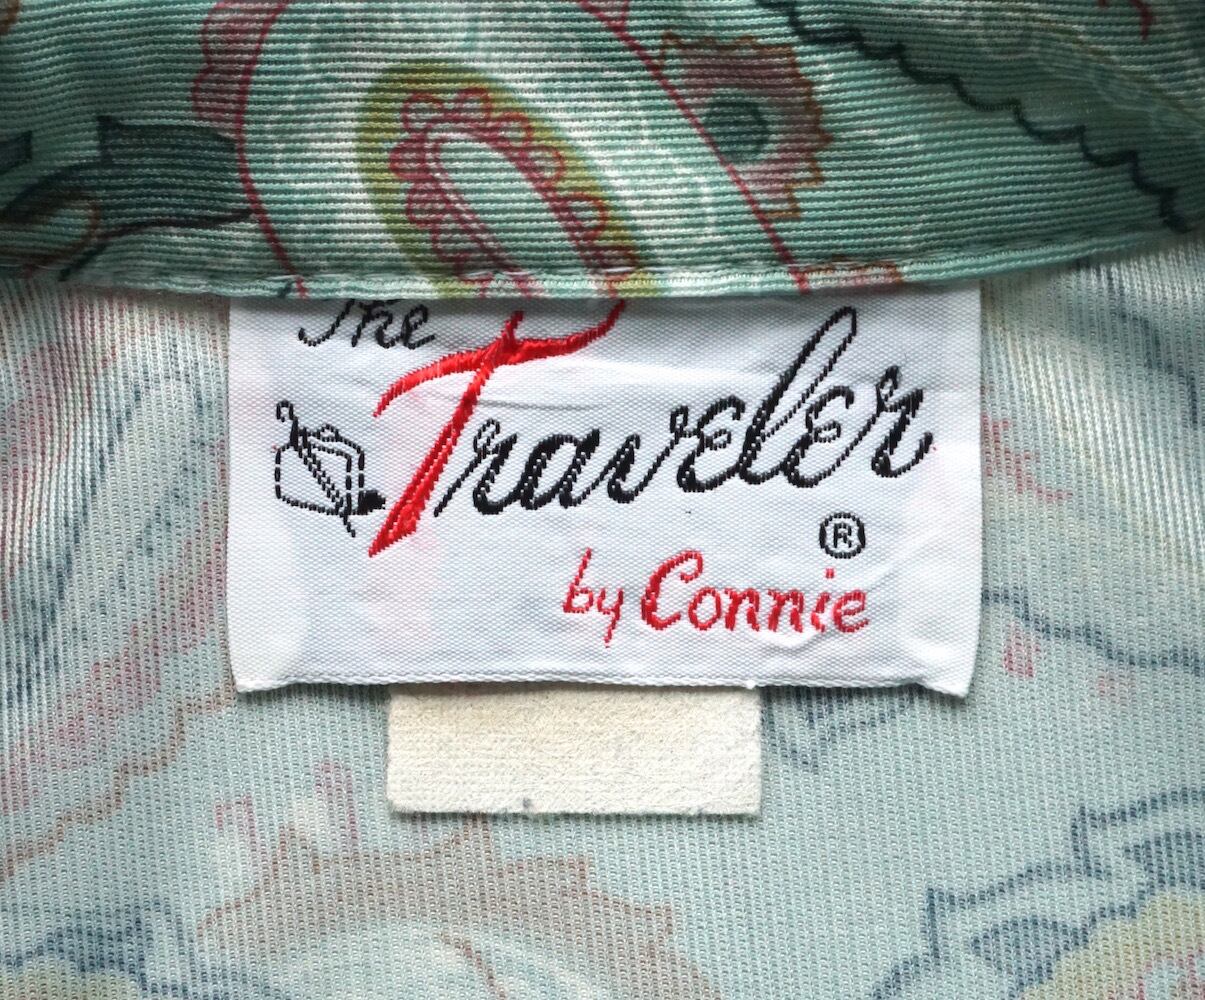 The
Traveler
®
by Connie